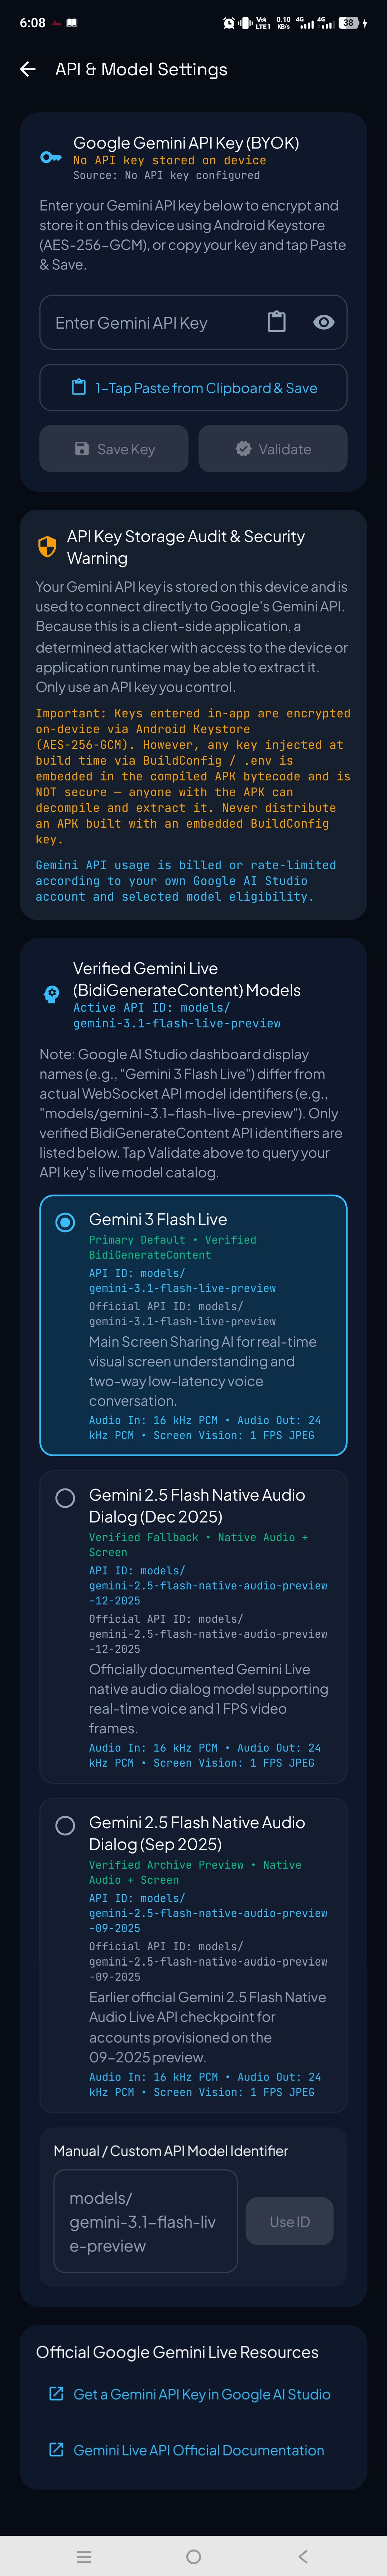 6:08
Vo1 LTE1 0.10 KB/s 4G 4G 38
API & Model Settings
Google Gemini API Key (BYOK)
No API key stored on device
Source: No API key configured
Enter your Gemini API key below to encrypt and
store it on this device using Android Keystore
(AES-256-GCM), or copy your key and tap Paste
& Save.
Enter Gemini API Key
1-Tap Paste from Clipboard & Save
Save Key
Validate
API Key Storage Audit & Security
Warning
Your Gemini API key is stored on this device and is
used to connect directly to Google's Gemini API.
Because this is a client-side application, a
determined attacker with access to the device or
application runtime may be able to extract it.
Only use an API key you control.
Important: Keys entered in-app are encrypted
on-device via Android Keystore
(AES-256-GCM). However, any key injected at
build time via BuildConfig / .env is
embedded in the compiled APK bytecode and is
NOT secure — anyone with the APK can
decompile and extract it. Never distribute
an APK built with an embedded BuildConfig
key.
Gemini API usage is billed or rate-limited
according to your own Google AI Studio
account and selected model eligibility.
Verified Gemini Live
(BidiGenerateContent) Models
Active API ID: models/
gemini-3.1-flash-live-preview
Note: Google AI Studio dashboard display
names (e.g., "Gemini 3 Flash Live") differ from
actual WebSocket API model identifiers (e.g.,
"models/gemini-3.1-flash-live-preview"). Only
verified BidiGenerateContent API identifiers are
listed below. Tap Validate above to query your
API key's live model catalog.
Gemini 3 Flash Live
Primary Default • Verified
BidiGenerateContent
API ID: models/
gemini-3.1-flash-live-preview
Official API ID: models/
gemini-3.1-flash-live-preview
Main Screen Sharing AI for real-time
visual screen understanding and
two-way low-latency voice
conversation.
Audio In: 16 kHz PCM • Audio Out: 24
kHz PCM • Screen Vision: 1 FPS JPEG
Gemini 2.5 Flash Native Audio
Dialog (Dec 2025)
Verified Fallback • Native Audio +
Screen
API ID: models/
gemini-2.5-flash-native-audio-preview
-12-2025
Official API ID: models/
gemini-2.5-flash-native-audio-preview
-12-2025
Officially documented Gemini Live
native audio dialog model supporting
real-time voice and 1 FPS video
frames.
Audio In: 16 kHz PCM • Audio Out: 24
kHz PCM • Screen Vision: 1 FPS JPEG
Gemini 2.5 Flash Native Audio
Dialog (Sep 2025)
Verified Archive Preview • Native
Audio + Screen
API ID: models/
gemini-2.5-flash-native-audio-preview
-09-2025
Official API ID: models/
gemini-2.5-flash-native-audio-preview
-09-2025
Earlier official Gemini 2.5 Flash Native
Audio Live API checkpoint for
accounts provisioned on the
09-2025 preview.
Audio In: 16 kHz PCM • Audio Out: 24
kHz PCM • Screen Vision: 1 FPS JPEG
Manual / Custom API Model Identifier
models/
gemini-3.1-flash-liv
e-preview
Use ID
Official Google Gemini Live Resources
Get a Gemini API Key in Google AI Studio
Gemini Live API Official Documentation